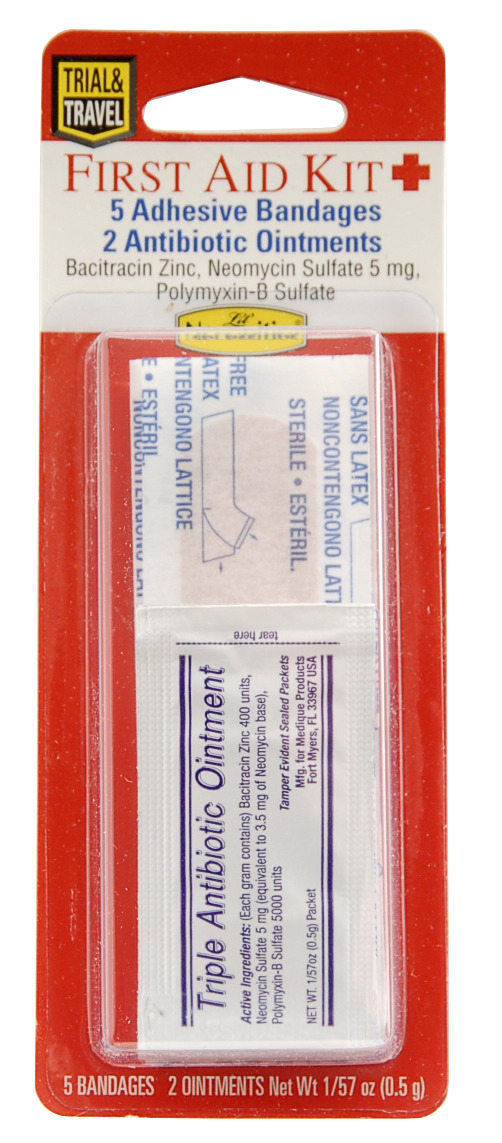 TRIAL&
TRAVEL
FIRST AID KIT
5 Adhesive Bandages
2 Antibiotic Ointments
Bacitracin Zinc, Neomycin Sulfate 5 mg,
Polymyxin-B Sulfate
Lil'
SANS LATEX
NONCONTENGONO LATT
STERILE • ESTÉRIL.
FREE
ATEX
NTENGONO LATTICE
E • ESTÉRIL
tear here
Triple Antibiotic Ointment
Active Ingredients: (Each gram contains) Bacitracin Zinc 400 units,
Neomycin Sulfate 5 mg (equivalent to 3.5 mg of Neomycin base),
Polymyxin-B Sulfate 5000 units
Tamper Evident Sealed Packets
Mfg. for Medique Products
Fort Myers, FL 33967 USA
NET WT. 1/57oz (0.5g) Packet
5 BANDAGES 2 OINTMENTS Net Wt 1/57 oz (0.5 g)